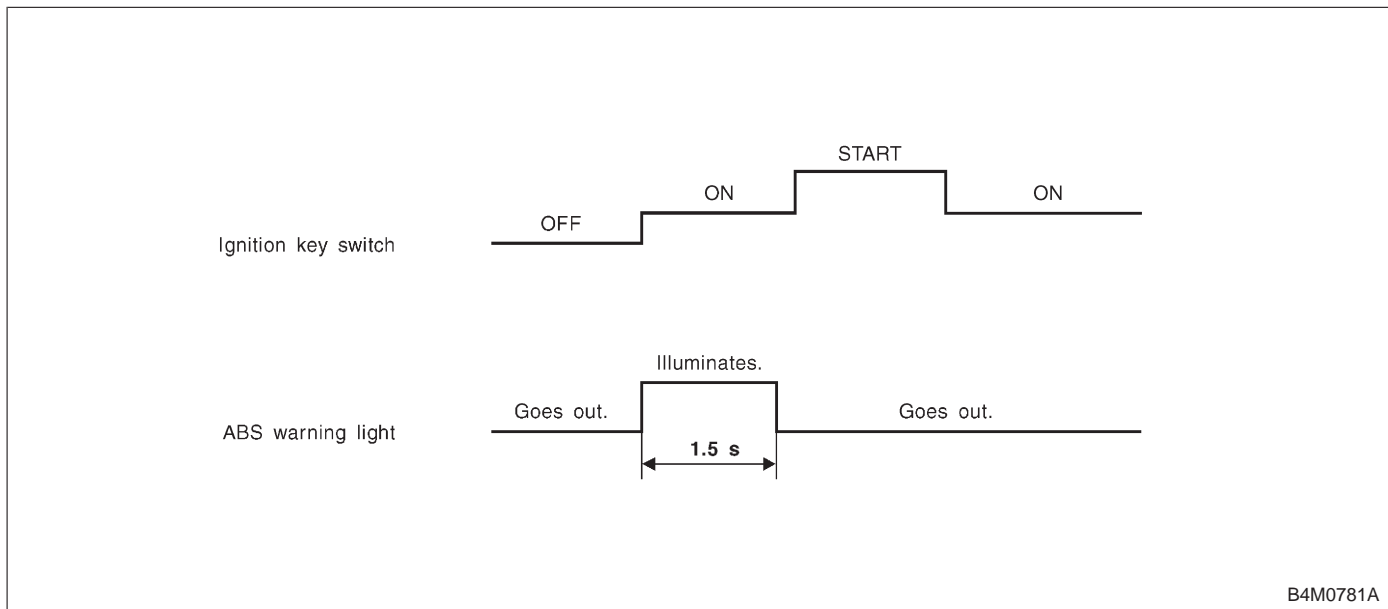 START
ON ON
OFF
Ignition key switch
Illuminates.
Goes out. Goes out.
ABS warning light
1.5 s
B4M0781A